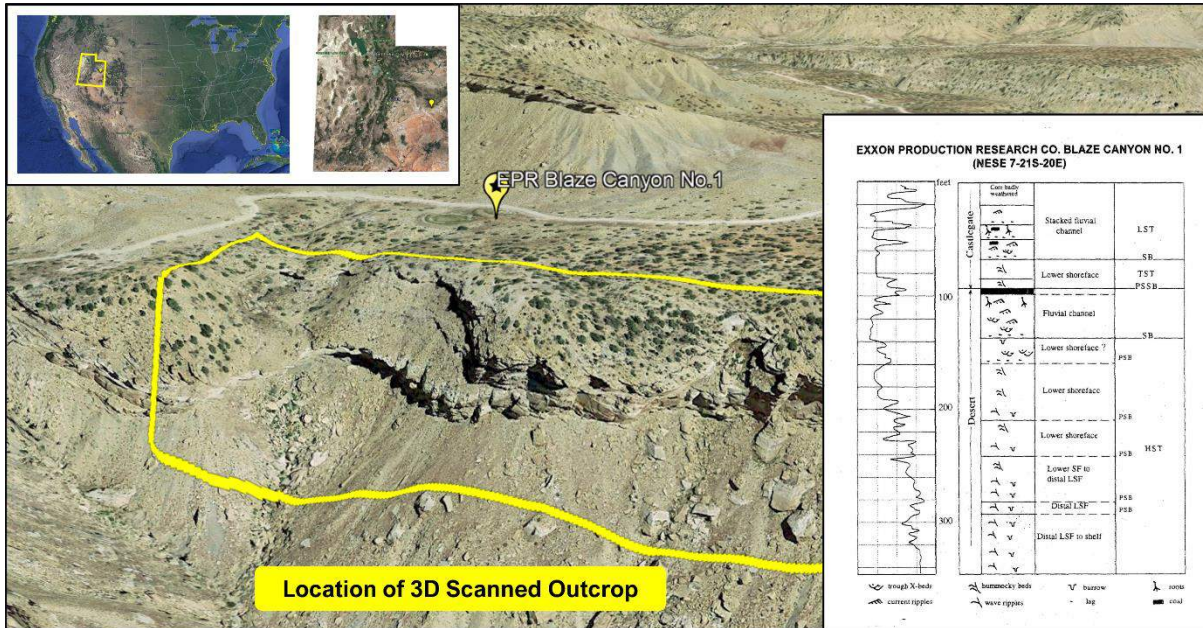 EPR Blaze Canyon No.1
Location of 3D Scanned Outcrop
EXXON PRODUCTION RESEARCH CO. BLAZE CANYON NO. 1
(NESE 7-21S-20E)
feet
100
200
300
Castlegate
Desert
Core badly
weathered
Stacked fluvial
channel
LST
SB
Lower shoreface
TST
PSSB
Fluvial channel
SB
Lower shoreface ?
PSB
Lower shoreface
PSB
Lower shoreface
HST
PSB
Lower SF to
distal LSF
PSB
Distal LSF
PSB
Distal LSF to shelf
trough X-beds
hummocky beds
burrow
roots
current ripples
wave ripples
lag
coal